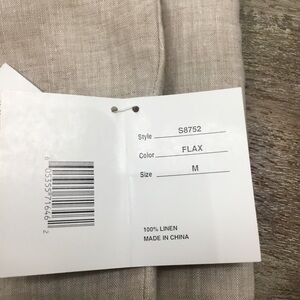 Style S8752
Color FLAX
Size M
100% LINEN
MADE IN CHINA